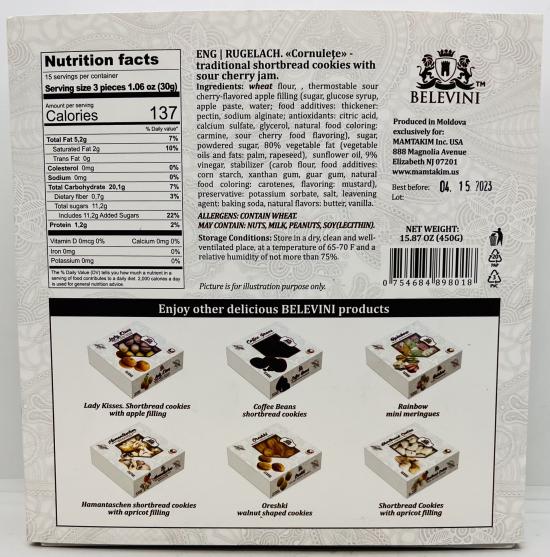 Nutrition facts
15 servings per container
Serving size 3 pieces 1.06 oz (30g)
Amount per serving
Calories 137
% Daily value*
Total Fat 5,2g 7%
Saturated Fat 2g 10%
Trans Fat 0g
Colesterol 0mg 0%
Sodium 0mg 0%
Total Carbohydrate 20,1g 7%
Dietary fiber 0,7g 3%
Total sugars 11,2g
Includes 11,2g Added Sugars 22%
Protein 1,2g 2%
Vitamin D 0mcg 0% Calcium 0mg 0%
Iron 0mg 0%
Potassium 0mg 0%
The % Daily Value (DV) tells you how much a nutrient in a
serving of food contributes to a daily diet. 2,000 calories a day
is used for general nutrition advice.
ENG | RUGELACH. «Cornulețe» -
traditional shortbread cookies with
sour cherry jam.
Ingredients: wheat flour, , thermostable sour
cherry-flavored apple filling (sugar, glucose syrup,
apple paste, water; food additives: thickener:
pectin, sodium alginate; antioxidants: citric acid,
calcium sulfate, glycerol, natural food coloring:
carmine, sour cherry food flavoring), sugar,
powdered sugar, 80% vegetable fat (vegetable
oils and fats: palm, rapeseed), sunflower oil, 9%
vinegar, stabilizer (carob flour, food additives:
corn starch, xanthan gum, guar gum, natural
food coloring: carotenes, flavoring: mustard),
preservative: potassium sorbate, salt, leavening
agent: baking soda, natural flavors: butter, vanilla.
ALLERGENS: CONTAIN WHEAT.
MAY CONTAIN: NUTS, MILK, PEANUTS, SOY(LECITHIN).
Storage Conditions: Store in a dry, clean and well-
ventilated place, at a temperature of 65-70 F and a
relative humidity of not more than 75%.
Picture is for illustration purpose only.
BELEVINI™
Produced in Moldova
exclusively for:
MAMTAKIM Inc. USA
888 Magnolia Avenue
Elizabeth NJ 07201
www.mamtakim.us
Best before: 04. 15 2023
Lot:
NET WEIGHT:
15.87 OZ (450G)
0 754684 898018
Enjoy other delicious BELEVINI products
Lady Kisses. Shortbread cookies
with apple filling
Coffee Beans
shortbread cookies
Rainbow
mini meringues
Hamantaschen shortbread cookies
with apricot filling
Oreshki
walnut shaped cookies
Shortbread Cookies
with apricot filling